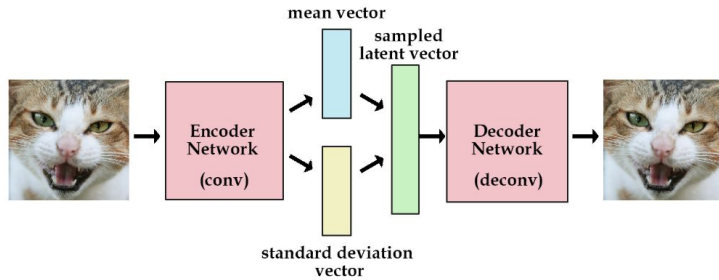 mean vector
sampled
latent vector
Encoder
Network
(conv)
Decoder
Network
(deconv)
standard deviation
vector